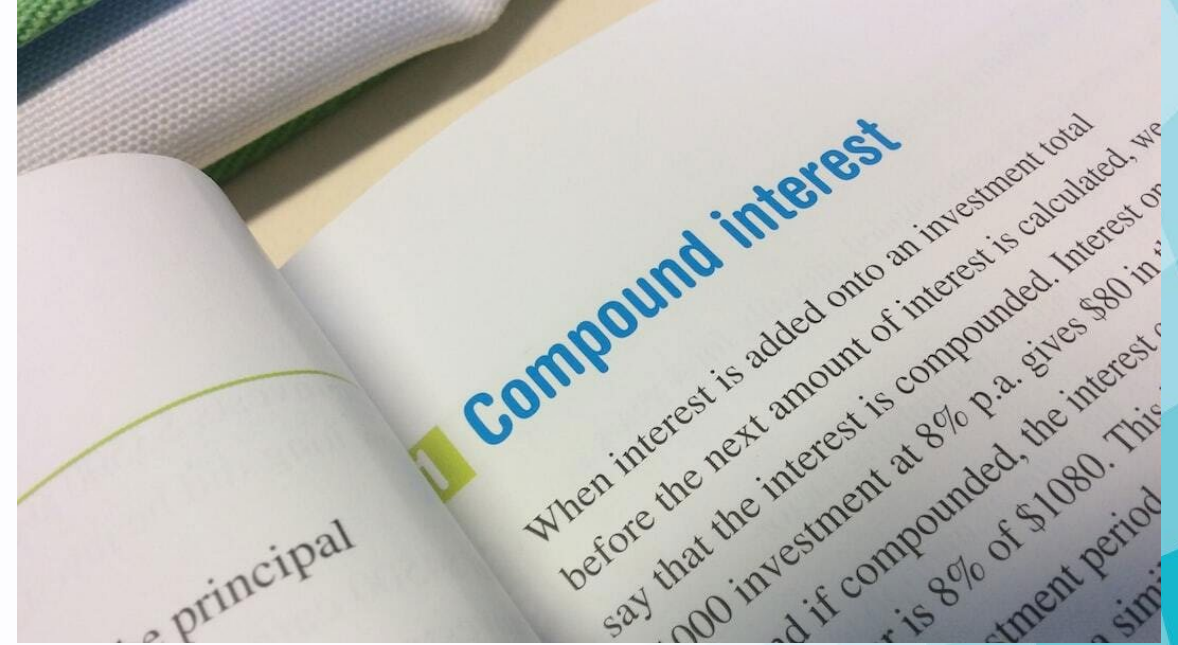 principal
Compound interest
When interest is added onto an investment total
before the next amount of interest is calculated, we
say that the interest is compounded. Interest on
000 investment at 8% p.a. gives $80 in
if compounded, the interest
is 8% of $1080. This
period